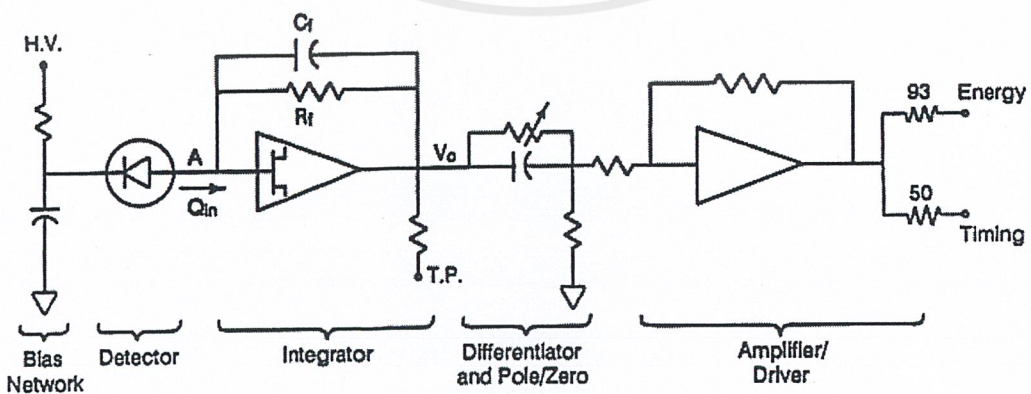 H.V.
Cf
Rf
A
Qin
Vo
T.P.
93
Energy
50
Timing
Bias
Network
Detector
Integrator
Differentiator
and Pole/Zero
Amplifier/
Driver